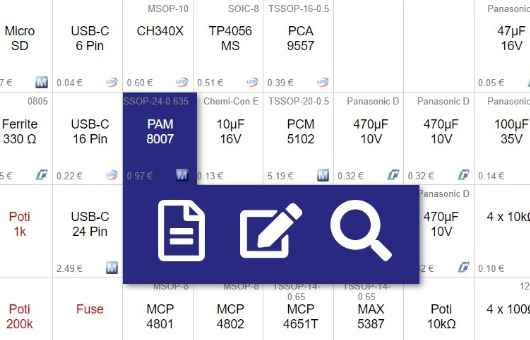 MSOP-10 SOIC-8 TSSOP-16-0.5 Panasonic
Micro USB-C CH340X TP4056 PCA 47µF
SD 6 Pin MS 9557 16V
7 € M 0.04 € 0.60 € 0.51 € 0.39 € 0.05 €
0805 SSOP-24-0.635 Chemi-Con E TSSOP-20-0.5 Panasonic D Panasonic D Panasonic
Ferrite USB-C PAM 10µF PCM 470µF 470µF 100µF
330 Ω 16 Pin 8007 16V 5102 10V 10V 35V
5 € 0.22 € 0.97 € M 0.13 € 5.19 € M 0.32 € 0.32 € 0.14 €
Panasonic D
Poti USB-C 470µF 4 x 10kΩ
1k 24 Pin 10V
2.49 € M 2 € 0.10 €
MSOP-8 MSOP-8 TSSOP-14-0.65 TSSOP-14-0.65 12
Poti Fuse MCP MCP MCP MAX Poti 4 x 100
200k 4801 4802 4651T 5387 10kΩ